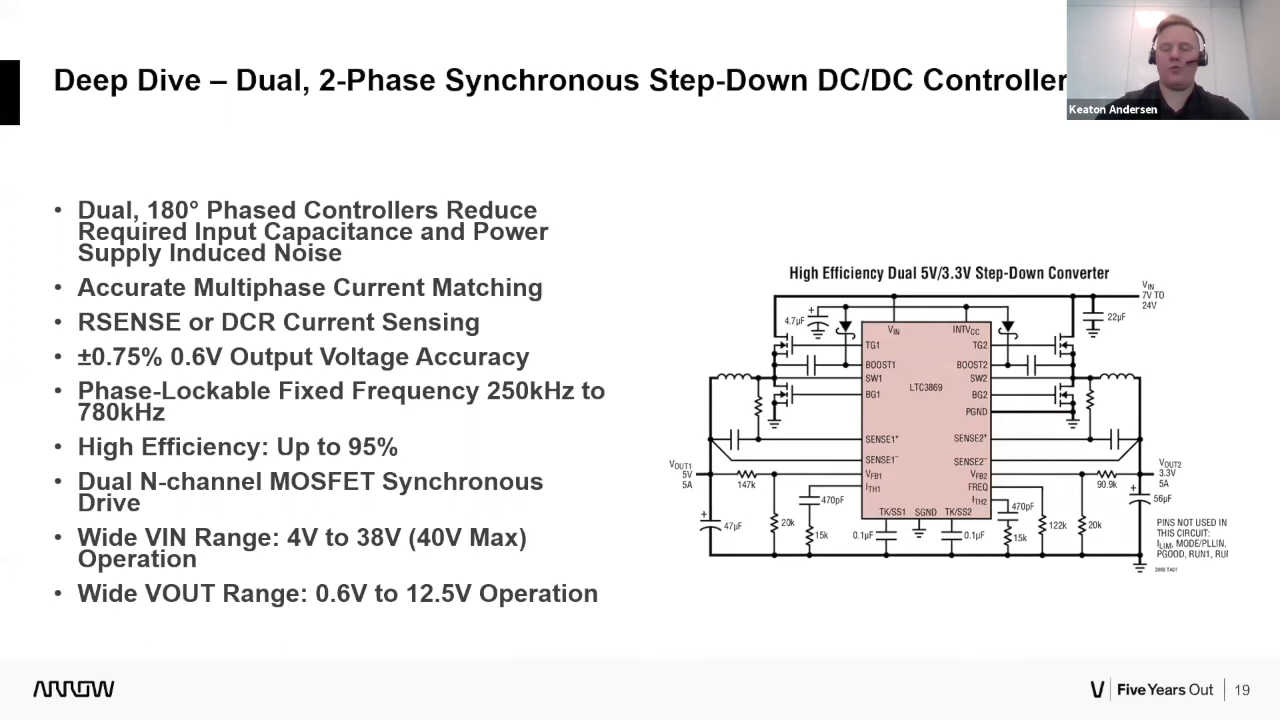 Deep Dive – Dual, 2-Phase Synchronous Step-Down DC/DC Controller
Keaton Andersen
• Dual, 180° Phased Controllers Reduce
Required Input Capacitance and Power
Supply Induced Noise
• Accurate Multiphase Current Matching
• RSENSE or DCR Current Sensing
• ±0.75% 0.6V Output Voltage Accuracy
• Phase-Lockable Fixed Frequency 250kHz to
780kHz
• High Efficiency: Up to 95%
• Dual N-channel MOSFET Synchronous
Drive
• Wide VIN Range: 4V to 38V (40V Max)
Operation
• Wide VOUT Range: 0.6V to 12.5V Operation
High Efficiency Dual 5V/3.3V Step-Down Converter
VIN
7V TO
24V
4.7µF
22µF
VIN
INTVCC
TG1
TG2
BOOST1
BOOST2
SW1
SW2
LTC3869
BG1
BG2
PGND
SENSE1+
SENSE2+
SENSE1–
SENSE2–
VOUT1
5V
5A
VFB1
VFB2
VOUT2
3.3V
5A
147k
90.9k
ITH1
FREQ
ITH2
470pF
470pF
56µF
TK/SS1
SGND
TK/SS2
47µF
20k
15k
0.1µF
0.1µF
15k
122k
20k
PINS NOT USED IN
THIS CIRCUIT:
ILIM, MODE/PLLIN,
PGOOD, RUN1, RUI
3869 TA01
ARROW
Five Years Out
19